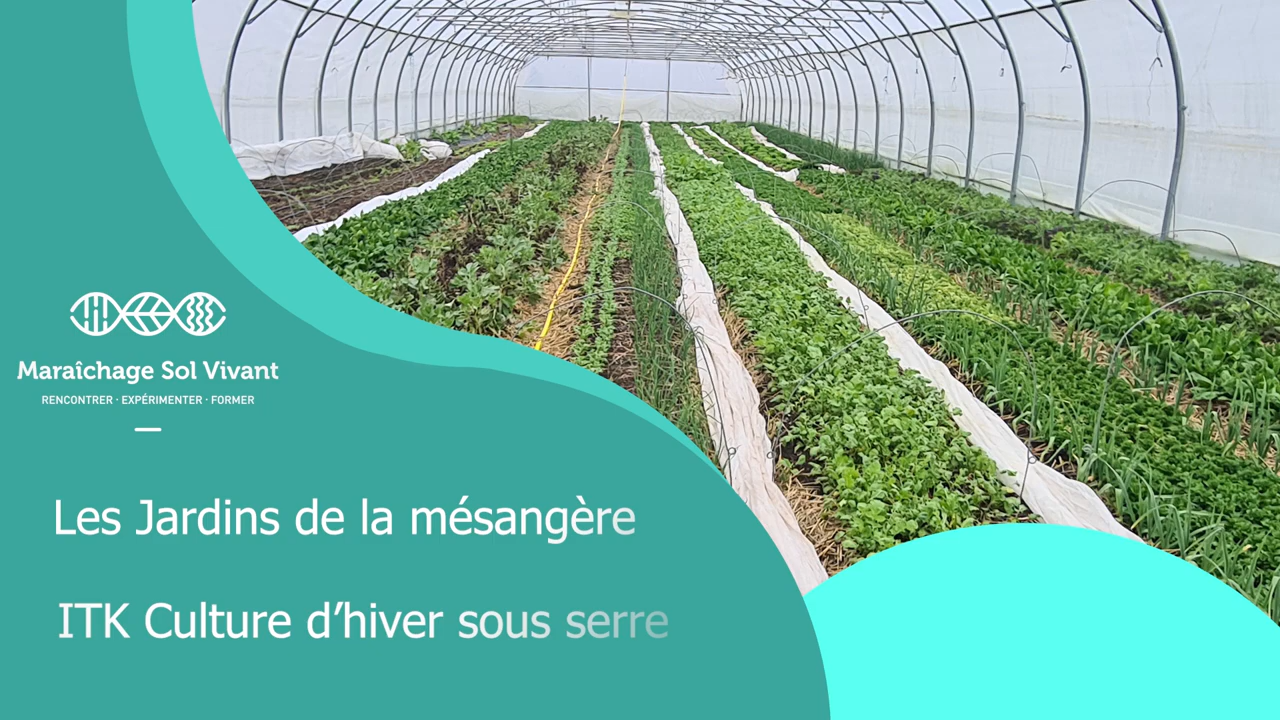 Maraîchage Sol Vivant
RENCONTRER · EXPÉRIMENTER · FORMER
Les Jardins de la mésangère
ITK Culture d’hiver sous serre